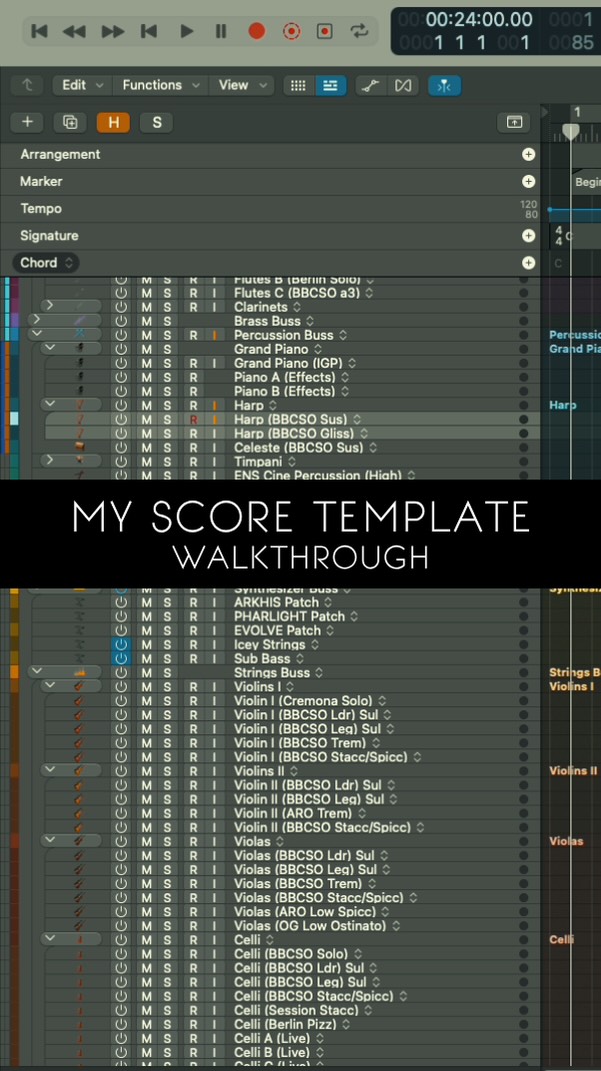 00:24:00.00 0001
0001 1 1 001 0085
Edit Functions View
H S
1
Arrangement
Marker Begin
Tempo 120
80
Signature 4
4
Chord C
M S R I Flutes B (Berlin Solo)
M S R I Flutes C (BBCSO a3)
M S R I Clarinets
M S Brass Buss
M S R I Percussion Buss Percussio
M S Grand Piano Grand Pia
M S R I Grand Piano (IGP)
M S R Piano A (Effects)
M S R Piano B (Effects)
M S R I Harp Harp
M S R I Harp (BBCSO Sus)
M S R I Harp (BBCSO Gliss)
M S R I Celeste (BBCSO Sus)
M S R I Timpani
M S R I ENS Cine Percussion (High)
MY SCORE TEMPLATE
WALKTHROUGH
M S R I Synthesizer Buss Synthesiz
M S R I ARKHIS Patch
M S R I PHARLIGHT Patch
M S R I EVOLVE Patch
M S R I Icey Strings
M S R I Sub Bass
M S Strings Buss Strings B
M S R I Violins I Violins I
M S R I Violin I (Cremona Solo)
M S R I Violin I (BBCSO Ldr) Sul
M S R I Violin I (BBCSO Leg) Sul
M S R I Violin I (BBCSO Trem)
M S R I Violin I (BBCSO Stacc/Spicc)
M S R I Violins II Violins II
M S R I Violin II (BBCSO Ldr) Sul
M S R I Violin II (BBCSO Leg) Sul
M S R I Violin II (ARO Trem)
M S R I Violin II (BBCSO Stacc/Spicc)
M S R I Violas Violas
M S R I Violas (BBCSO Ldr) Sul
M S R I Violas (BBCSO Leg) Sul
M S R I Violas (BBCSO Trem)
M S R I Violas (BBCSO Stacc/Spicc)
M S R I Violas (ARO Low Spicc)
M S R I Violas (OG Low Ostinato)
M S R I Celli Celli
M S R I Celli (BBCSO Solo)
M S R I Celli (BBCSO Ldr) Sul
M S R I Celli (BBCSO Leg) Sul
M S R I Celli (BBCSO Stacc/Spicc)
M S R I Celli (Session Stacc)
M S R I Celli (Berlin Pizz)
M S R I Celli A (Live)
M S R I Celli B (Live)
M S R I Celli C (Live)